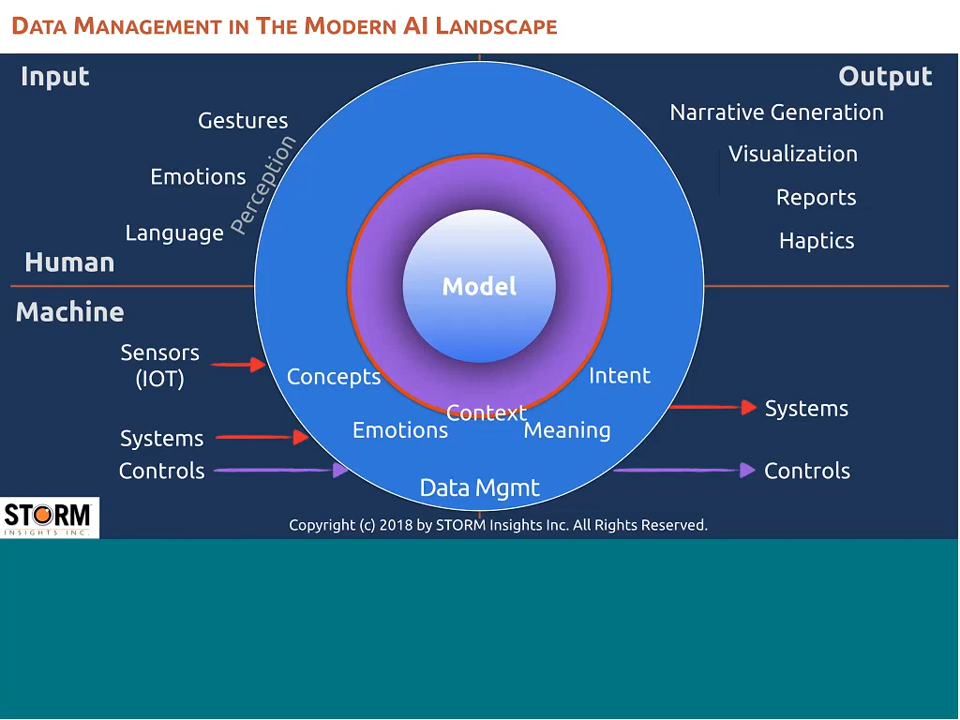 DATA MANAGEMENT IN THE MODERN AI LANDSCAPE
Input
Output
Gestures
Emotions
Language
Perception
Human
Narrative Generation
Visualization
Reports
Haptics
Model
Machine
Sensors
(IOT)
Systems
Controls
Concepts
Emotions
Context
Meaning
Intent
Data Mgmt
Systems
Controls
STORM
INSIGHTS INC.
Copyright (c) 2018 by STORM Insights Inc. All Rights Reserved.